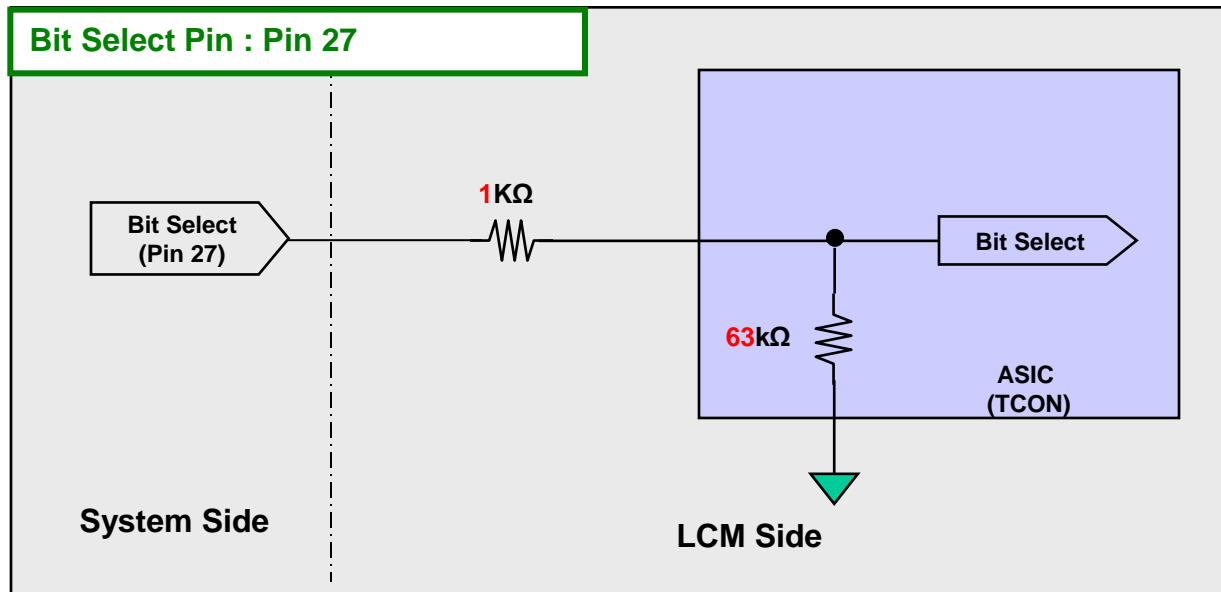 Bit Select Pin : Pin 27
1KΩ
Bit Select
(Pin 27)
Bit Select
63kΩ
ASIC
(TCON)
System Side
LCM Side